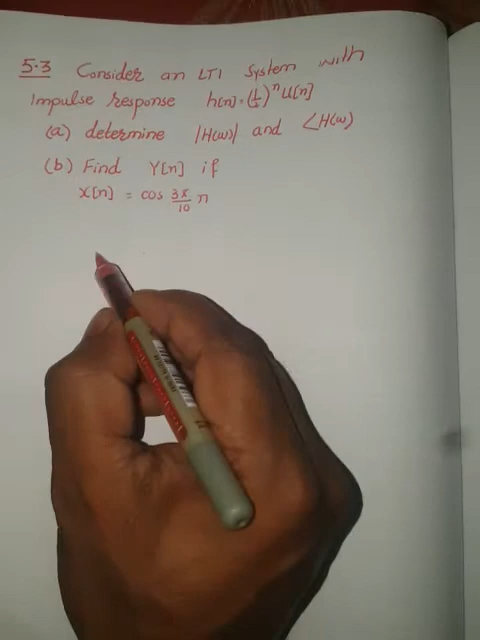 5.3 Consider an LTI System with
Impulse response h[n] = (1/2)^n U[n]
(a) determine |H(ω)| and ∠H(ω)
(b) Find Y[n] if
x[n] = cos 3π/10 n